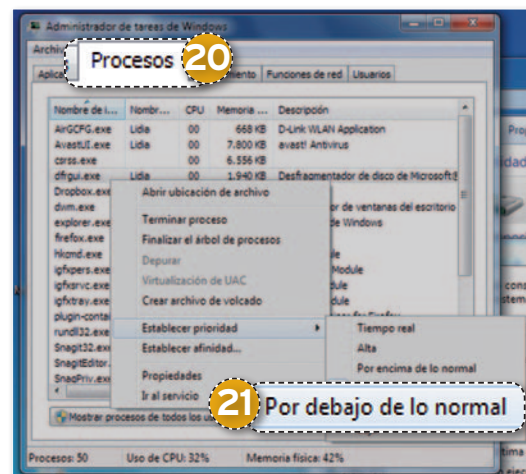 Administrador de tareas de Windows
Procesos 20
Funciones de red Usuarios
Nombre de i... Nombr... CPU Memoria ... Descripción
AirGCFG.exe Lidia 00 668 KB D-Link WLAN Application
AvastUI.exe Lidia 00 7.800 KB avast! Antivirus
csrss.exe 00 6.556 KB
dfrgui.exe Lidia 00 1.940 KB Desfragmentador de disco de Microsoft®
Dropbox.exe
Abrir ubicación de archivo
dwm.exe
de ventanas del escritorio
explorer.exe
Terminar proceso
de Windows
firefox.exe
Finalizar el árbol de procesos
hkcmd.exe
Depurar
igfxpers.exe
Module
igfxsrvc.exe
Virtualización de UAC
igfxtray.exe
Crear archivo de volcado
plugin-contai
rundll32.exe
Establecer prioridad
Tiempo real
Snagit32.exe
Establecer afinidad...
Alta
SnagitEditor.
Por encima de lo normal
SnagPriv.exe
Propiedades
Ir al servicio
21 Por debajo de lo normal
Mostrar procesos de todos los us
Procesos: 50 Uso de CPU: 32% Memoria física: 42%